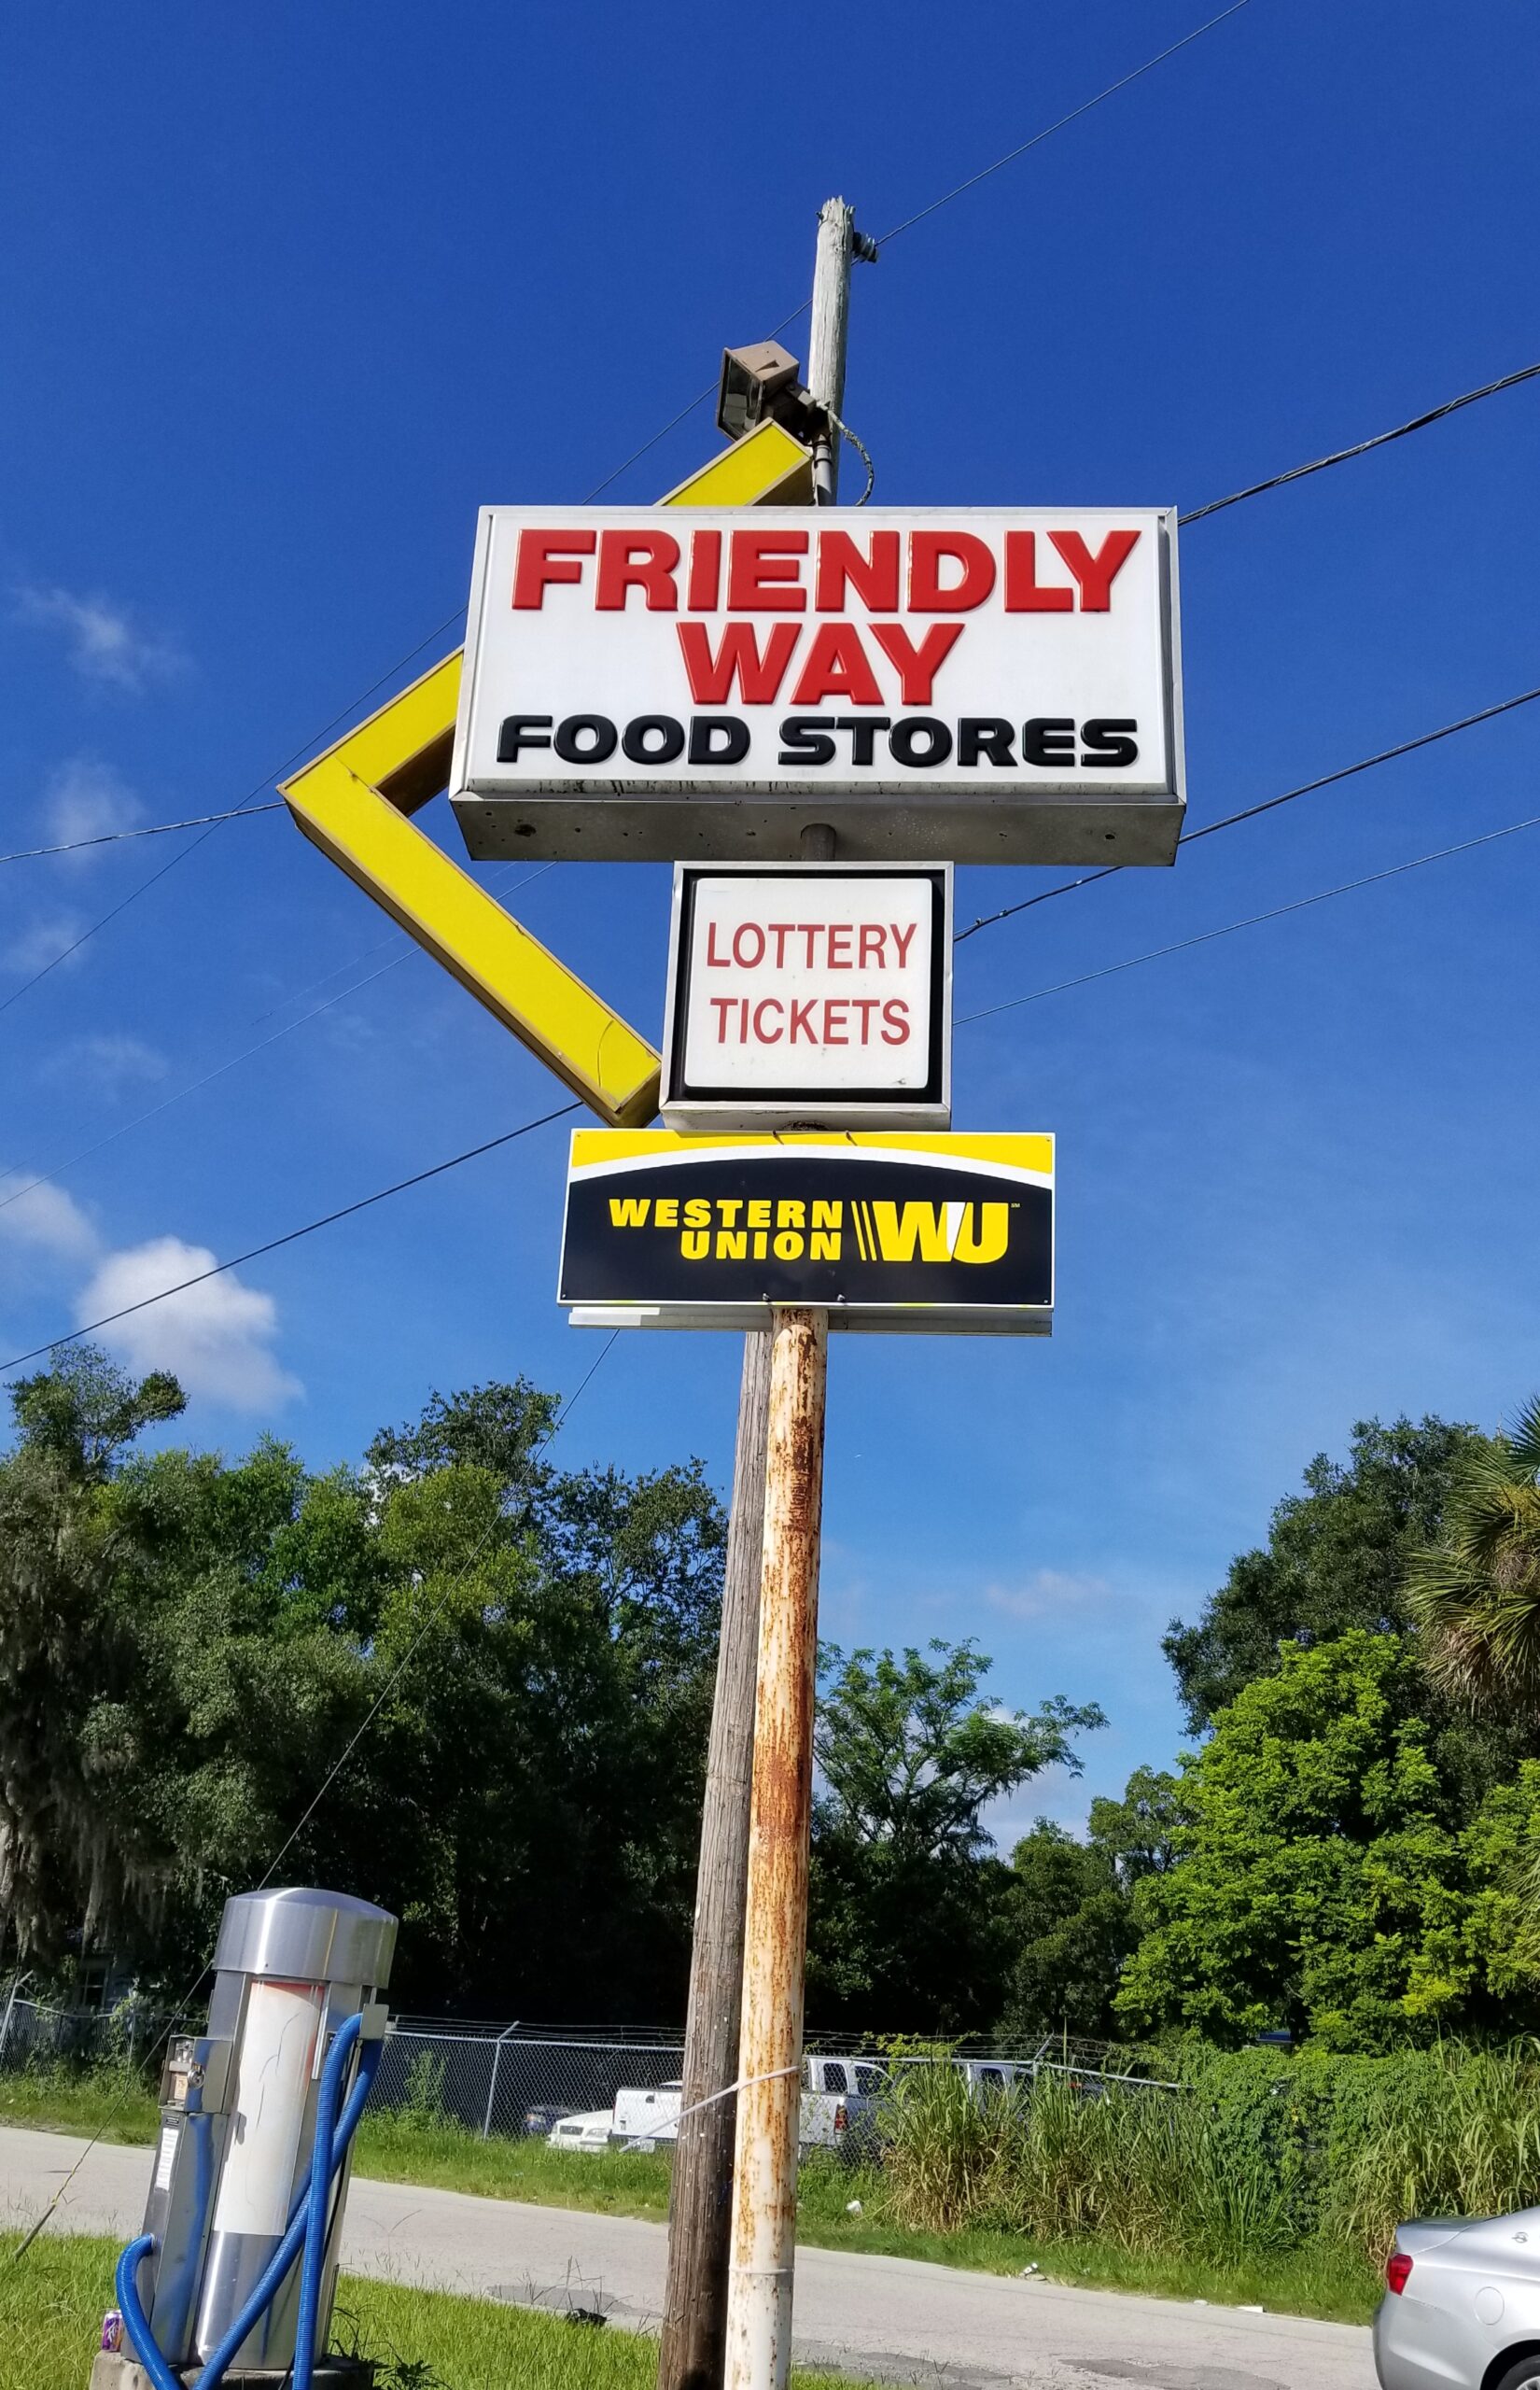 FRIENDLY
WAY
FOOD STORES
LOTTERY
TICKETS
WESTERN
UNION
WU